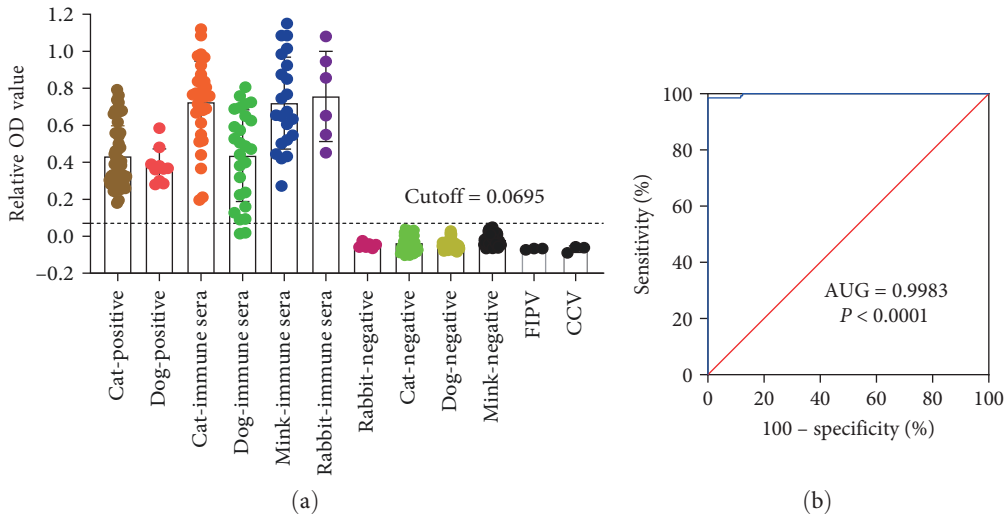 1.2
1.0
0.8
0.6
0.4
0.2
0.0
−0.2
Relative OD value
Cutoff = 0.0695
Cat-positive
Dog-positive
Cat-immune sera
Dog-immune sera
Mink-immune sera
Rabbit-immune sera
Rabbit-negative
Cat-negative
Dog-negative
Mink-negative
FIPV
CCV
(a)
100
80
60
40
20
0
Sensitivity (%)
AUG = 0.9983
P < 0.0001
0 20 40 60 80 100
100 – specificity (%)
(b)